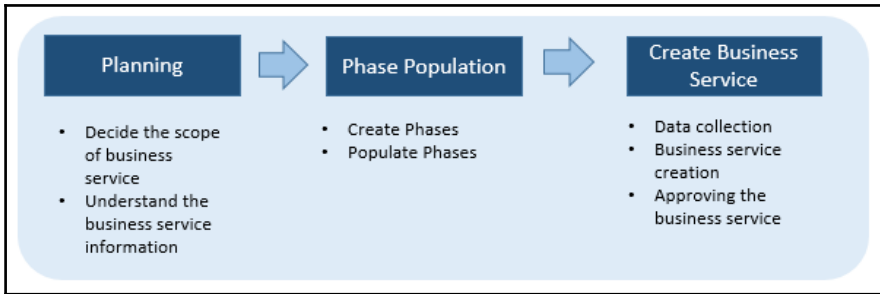 Planning
• Decide the scope
of business
service
• Understand the
business service
information
Phase Population
• Create Phases
• Populate Phases
Create Business
Service
• Data collection
• Business service
creation
• Approving the
business service